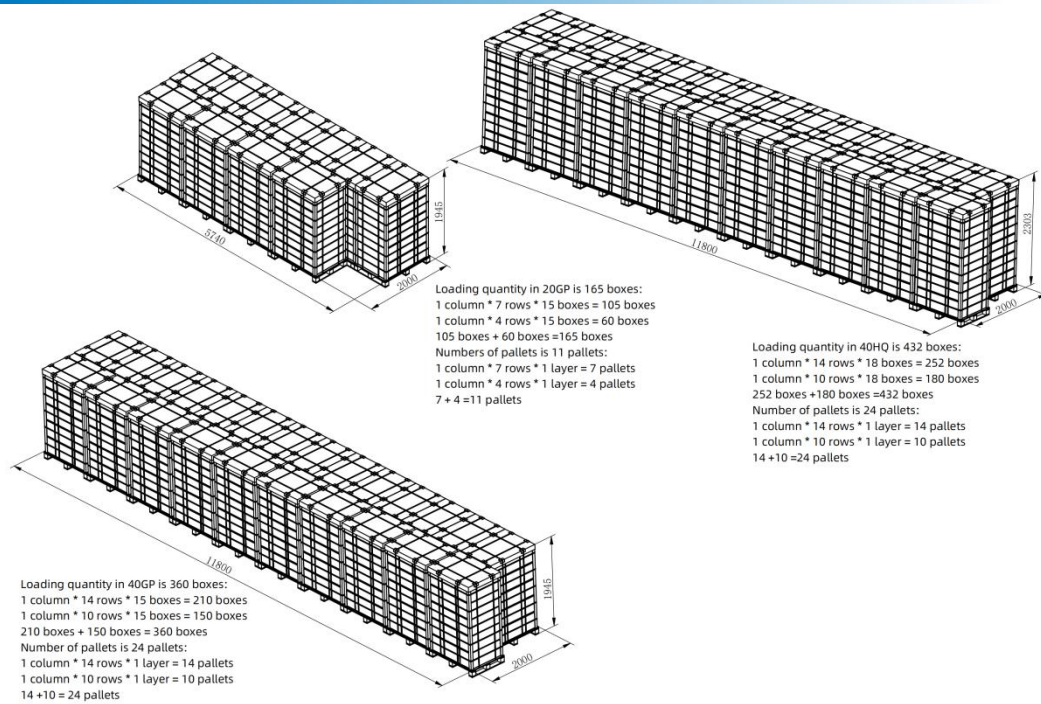 5740
2000
1945
Loading quantity in 20GP is 165 boxes:
1 column * 7 rows * 15 boxes = 105 boxes
1 column * 4 rows * 15 boxes = 60 boxes
105 boxes + 60 boxes =165 boxes
Numbers of pallets is 11 pallets:
1 column * 7 rows * 1 layer = 7 pallets
1 column * 4 rows * 1 layer = 4 pallets
7 + 4 =11 pallets
11800
2000
2303
Loading quantity in 40HQ is 432 boxes:
1 column * 14 rows * 18 boxes = 252 boxes
1 column * 10 rows * 18 boxes = 180 boxes
252 boxes +180 boxes =432 boxes
Number of pallets is 24 pallets:
1 column * 14 rows * 1 layer = 14 pallets
1 column * 10 rows * 1 layer = 10 pallets
14 +10 =24 pallets
11800
2000
1945
Loading quantity in 40GP is 360 boxes:
1 column * 14 rows * 15 boxes = 210 boxes
1 column * 10 rows * 15 boxes = 150 boxes
210 boxes + 150 boxes = 360 boxes
Number of pallets is 24 pallets:
1 column * 14 rows * 1 layer = 14 pallets
1 column * 10 rows * 1 layer = 10 pallets
14 +10 = 24 pallets